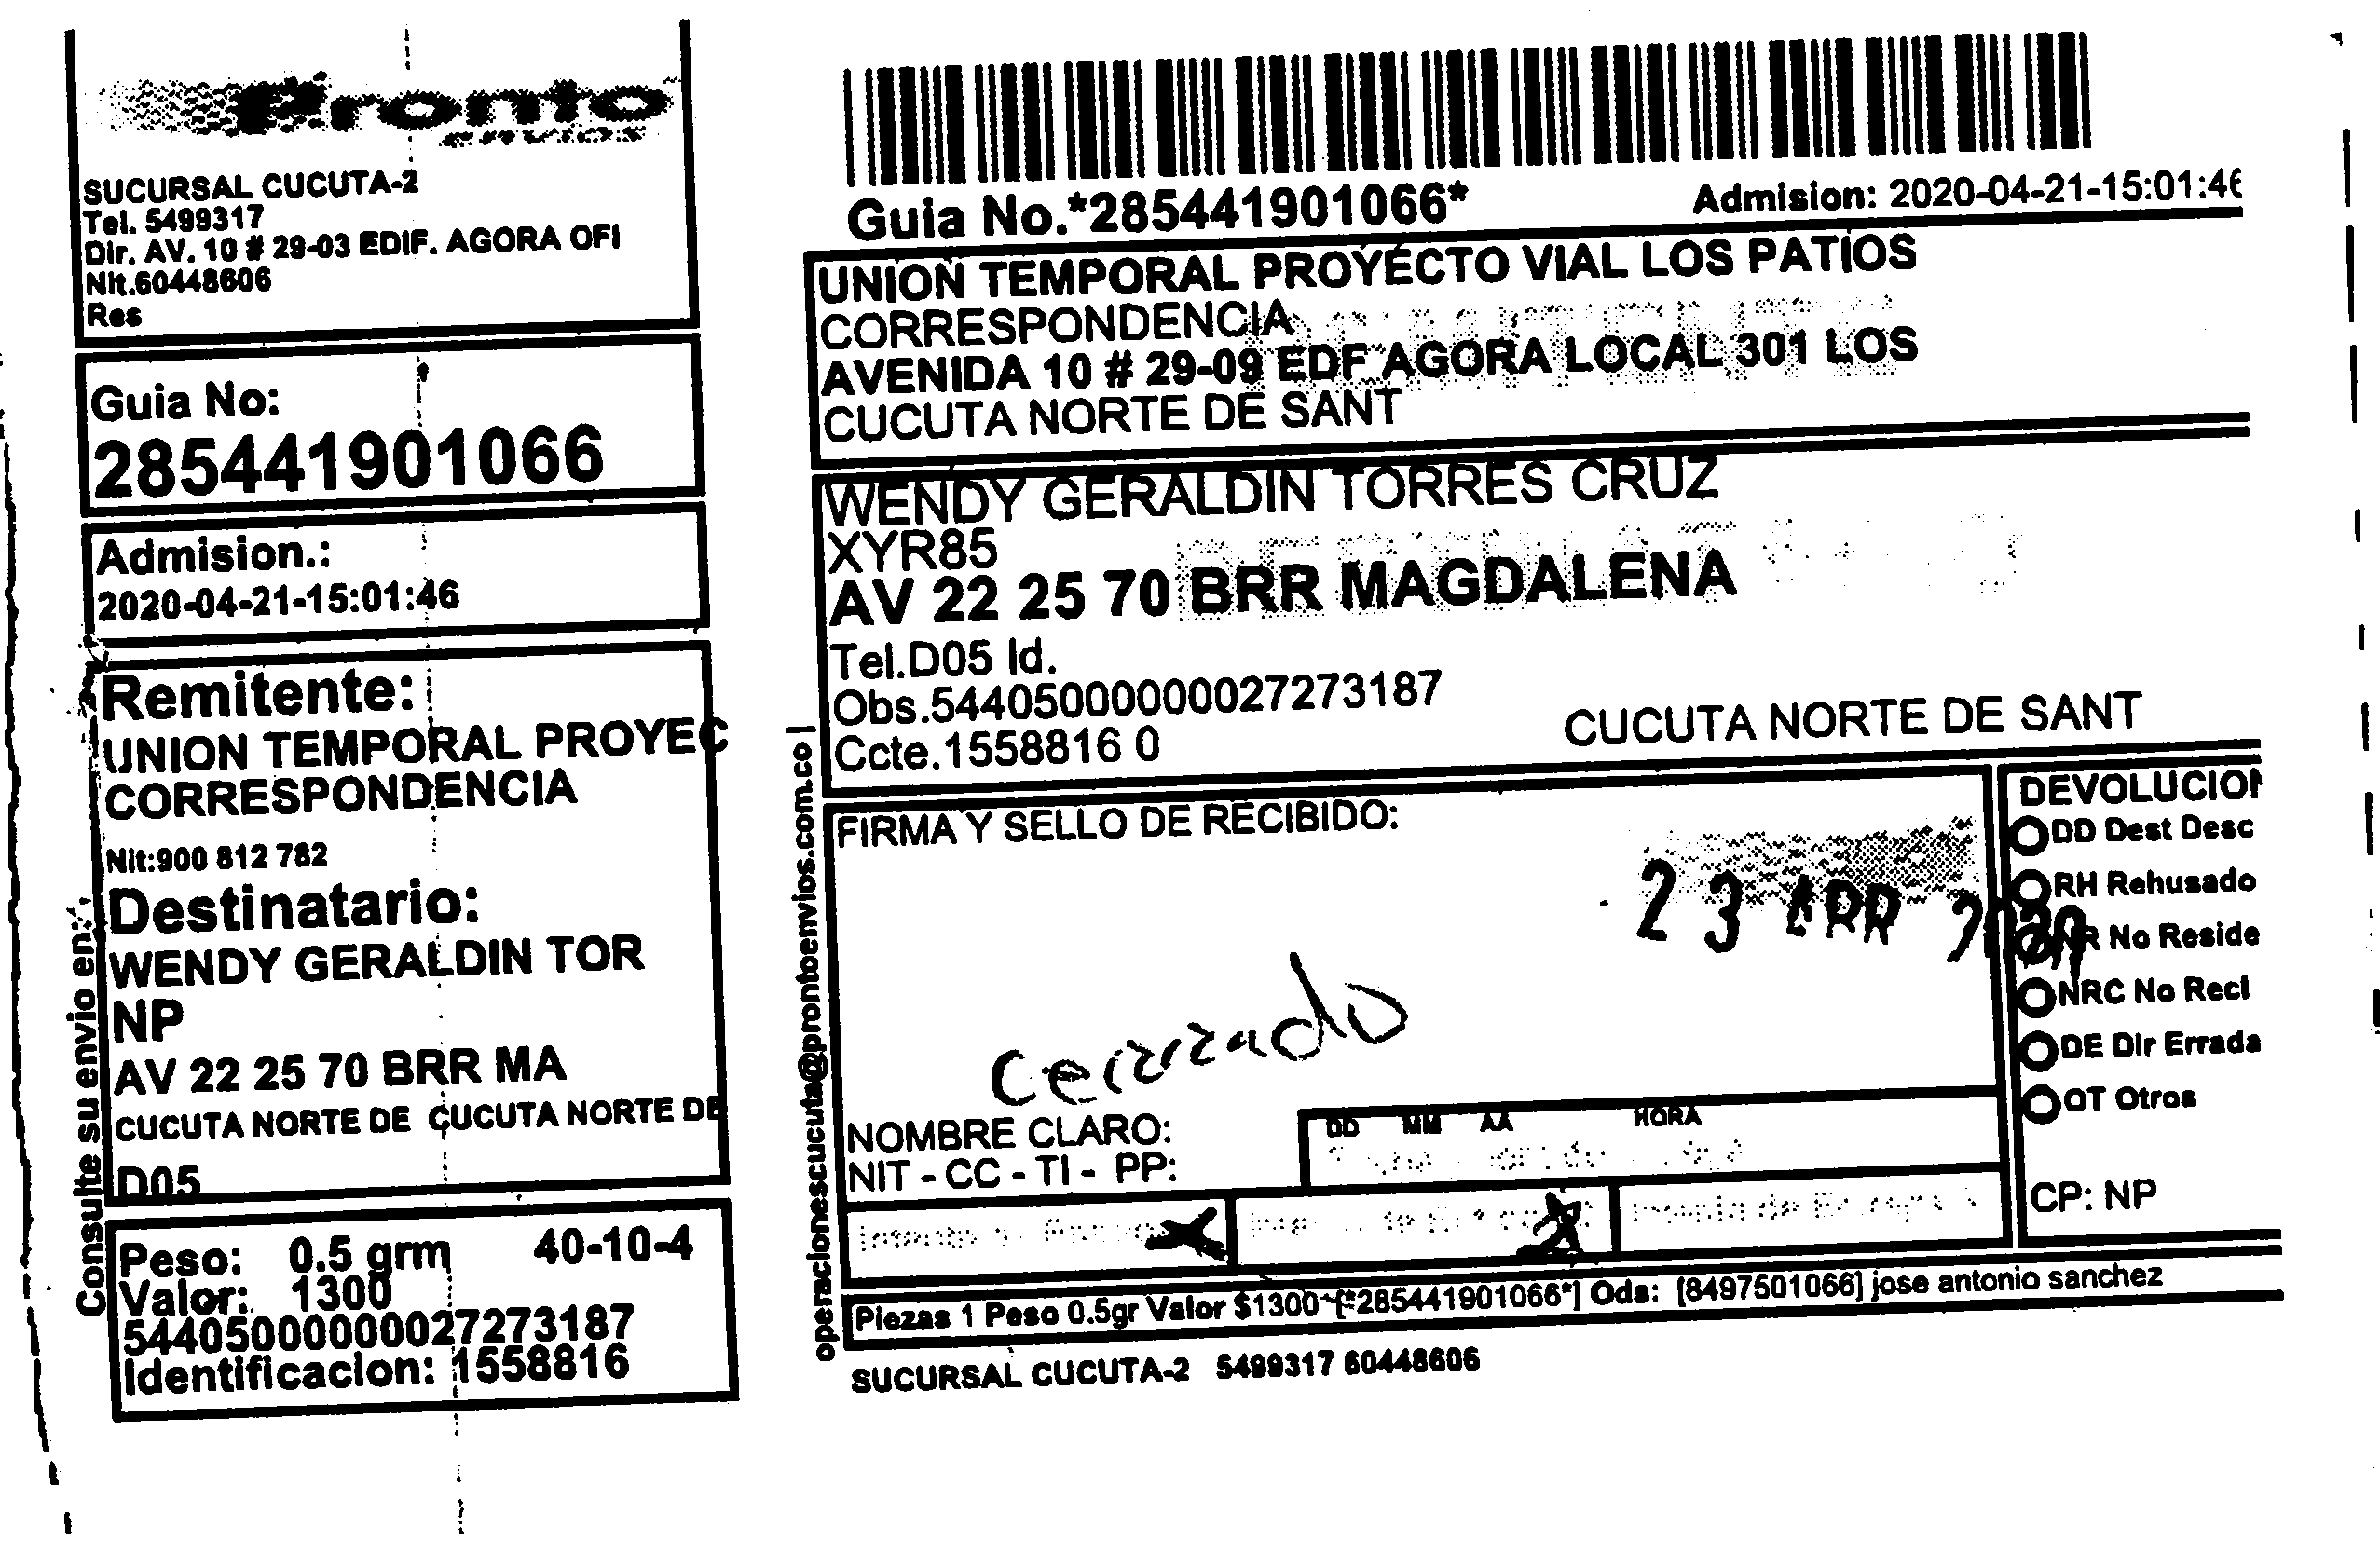 Pronto
envios
SUCURSAL CUCUTA-2
Tel. 5499317
Dir. AV. 10 # 29-03 EDIF. AGORA OFI
Nit.60448606
Res
Guia No:
285441901066
Admision.:
2020-04-21-15:01:46
Remitente:
UNION TEMPORAL PROYEC
CORRESPONDENCIA
Nit:900 812 782
Destinatario:
WENDY GERALDIN TOR
NP
AV 22 25 70 BRR MA
CUCUTA NORTE DE CUCUTA NORTE DE
D05
Peso: 0.5 grm 40-10-4
Valor: 1300
544050000000027273187
Identificacion: 1558816
Consulte su envio en:
operacionescucuta@prontoenvios.com.co |
Guia No.*285441901066*
Admision: 2020-04-21-15:01:46
UNION TEMPORAL PROYECTO VIAL LOS PATIOS
CORRESPONDENCIA
AVENIDA 10 # 29-09 EDF AGORA LOCAL 301 LOS
CUCUTA NORTE DE SANT
WENDY GERALDIN TORRES CRUZ
XYR85
AV 22 25 70 BRR MAGDALENA
Tel.D05 Id.
Obs.544050000000027273187
Ccte.1558816 0
CUCUTA NORTE DE SANT
FIRMA Y SELLO DE RECIBIDO:
23 ABR 2020
cerrado
NOMBRE CLARO:
NIT - CC - TI - PP:
DD MM AA HORA
DEVOLUCION
DD Dest Desc
RH Rehusado
NR No Reside
NRC No Recl
DE Dir Errada
OT Otros
CP: NP
Piezas 1 Peso 0.5gr Valor $1300 [*285441901066*] Ods: [8497501066] jose antonio sanchez
SUCURSAL CUCUTA-2 5499317 60448606